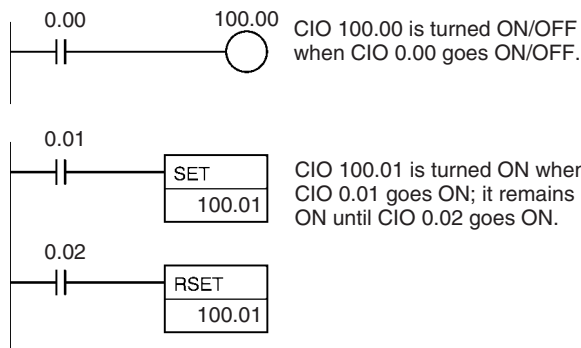 0.00
100.00
CIO 100.00 is turned ON/OFF
when CIO 0.00 goes ON/OFF.
0.01
SET
100.01
CIO 100.01 is turned ON when
CIO 0.01 goes ON; it remains
ON until CIO 0.02 goes ON.
0.02
RSET
100.01